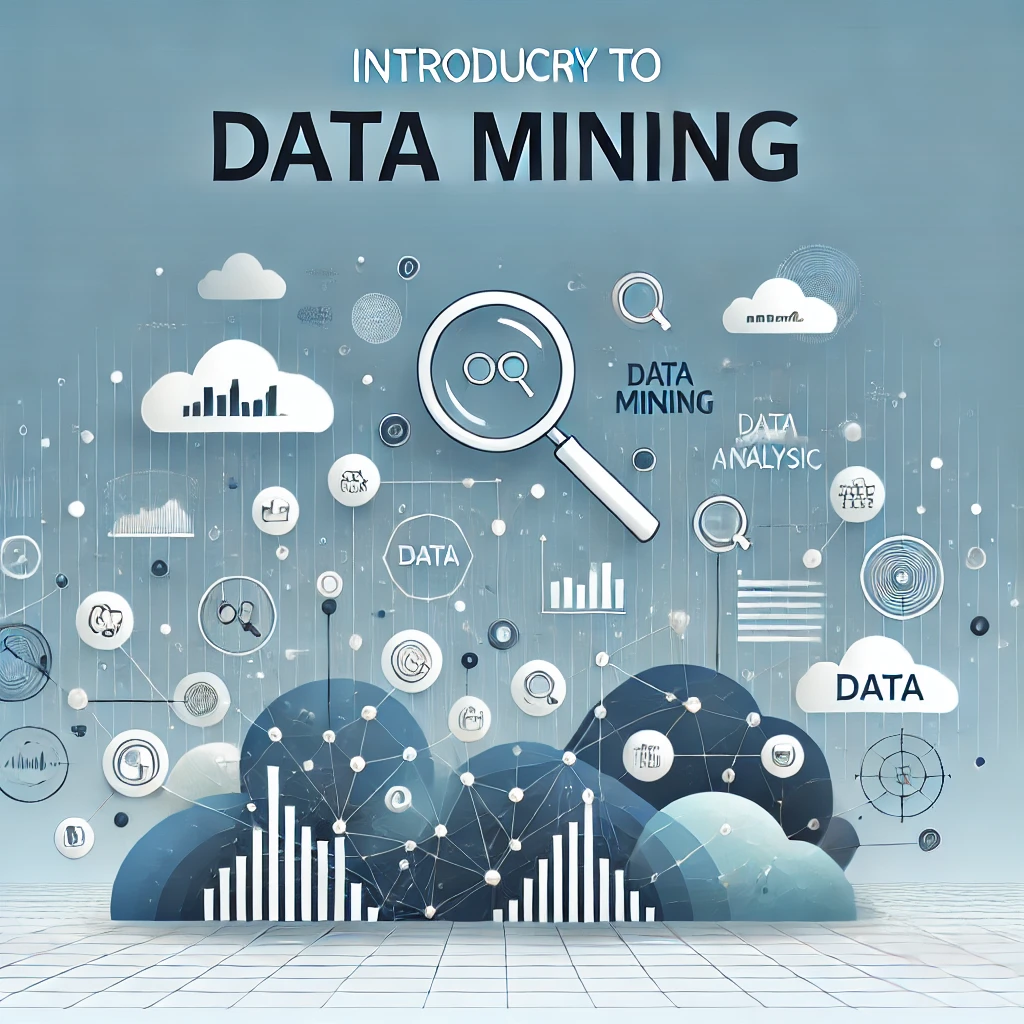 INTRODUCRY TO
DATA MINING
DATA
MINING
DATA
ANALYSIC
DATA
DATA